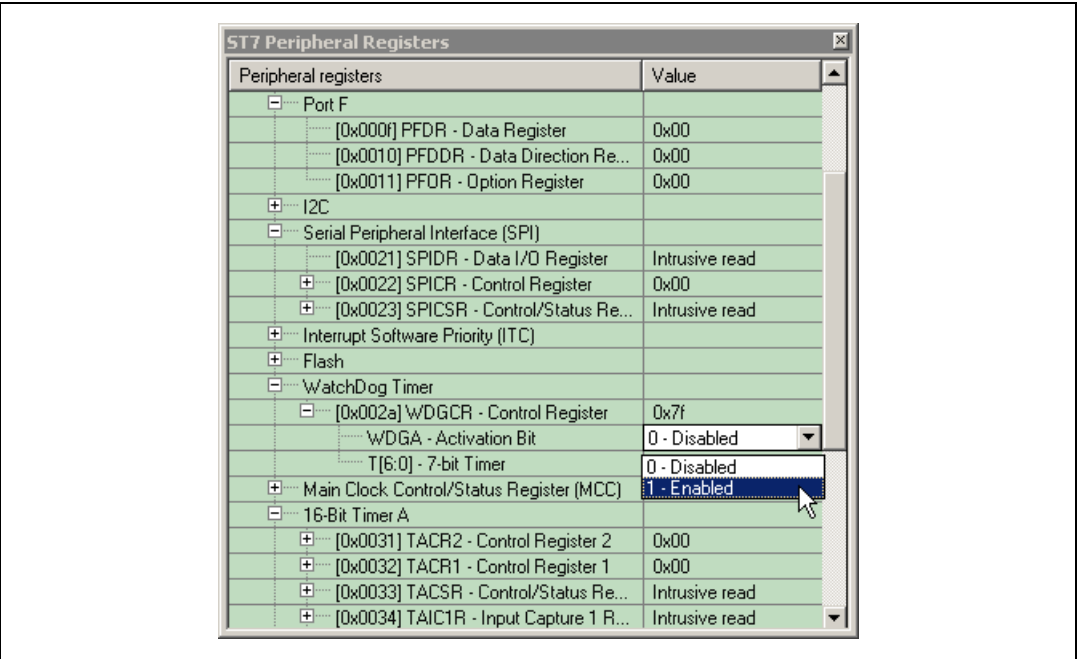 ST7 Peripheral Registers
Peripheral registers Value
Port F
[0x000f] PFDR - Data Register 0x00
[0x0010] PFDDR - Data Direction Re... 0x00
[0x0011] PFOR - Option Register 0x00
I2C
Serial Peripheral Interface (SPI)
[0x0021] SPIDR - Data I/O Register Intrusive read
[0x0022] SPICR - Control Register 0x00
[0x0023] SPICSR - Control/Status Re... Intrusive read
Interrupt Software Priority (ITC)
Flash
WatchDog Timer
[0x002a] WDGCR - Control Register 0x7f
WDGA - Activation Bit 0 - Disabled
T[6:0] - 7-bit Timer 0 - Disabled
Main Clock Control/Status Register (MCC) 1 - Enabled
16-Bit Timer A
[0x0031] TACR2 - Control Register 2 0x00
[0x0032] TACR1 - Control Register 1 0x00
[0x0033] TACSR - Control/Status Re... Intrusive read
[0x0034] TAIC1R - Input Capture 1 R... Intrusive read